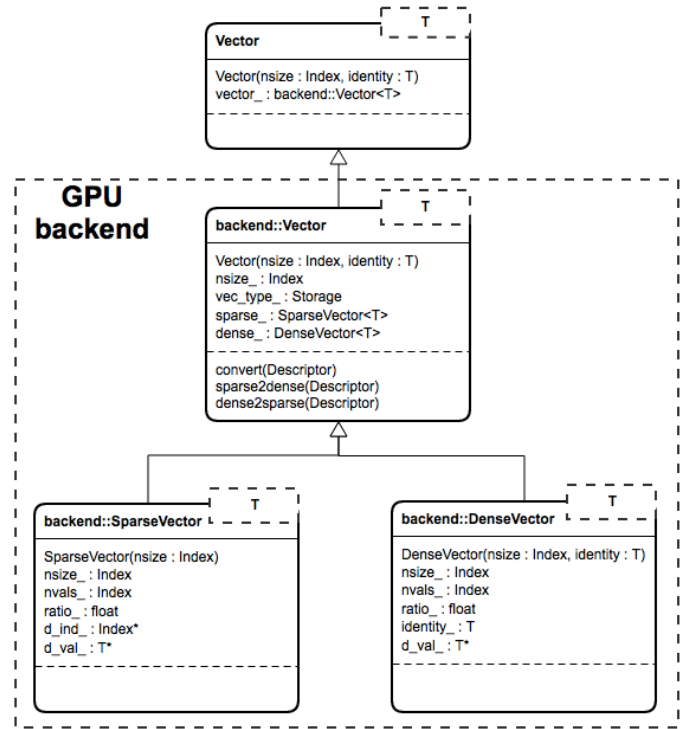 T
Vector
Vector(nsize : Index, identity : T)
vector_ : backend::Vector<T>
GPU
backend
T
backend::Vector
Vector(nsize : Index, identity : T)
nsize_ : Index
vec_type_ : Storage
sparse_ : SparseVector<T>
dense_ : DenseVector<T>
convert(Descriptor)
sparse2dense(Descriptor)
dense2sparse(Descriptor)
T
backend::SparseVector
SparseVector(nsize : Index)
nsize_ : Index
nvals_ : Index
ratio_ : float
d_ind_ : Index*
d_val_ : T*
T
backend::DenseVector
DenseVector(nsize : Index, identity : T)
nsize_ : Index
nvals_ : Index
ratio_ : float
identity_ : T
d_val_ : T*